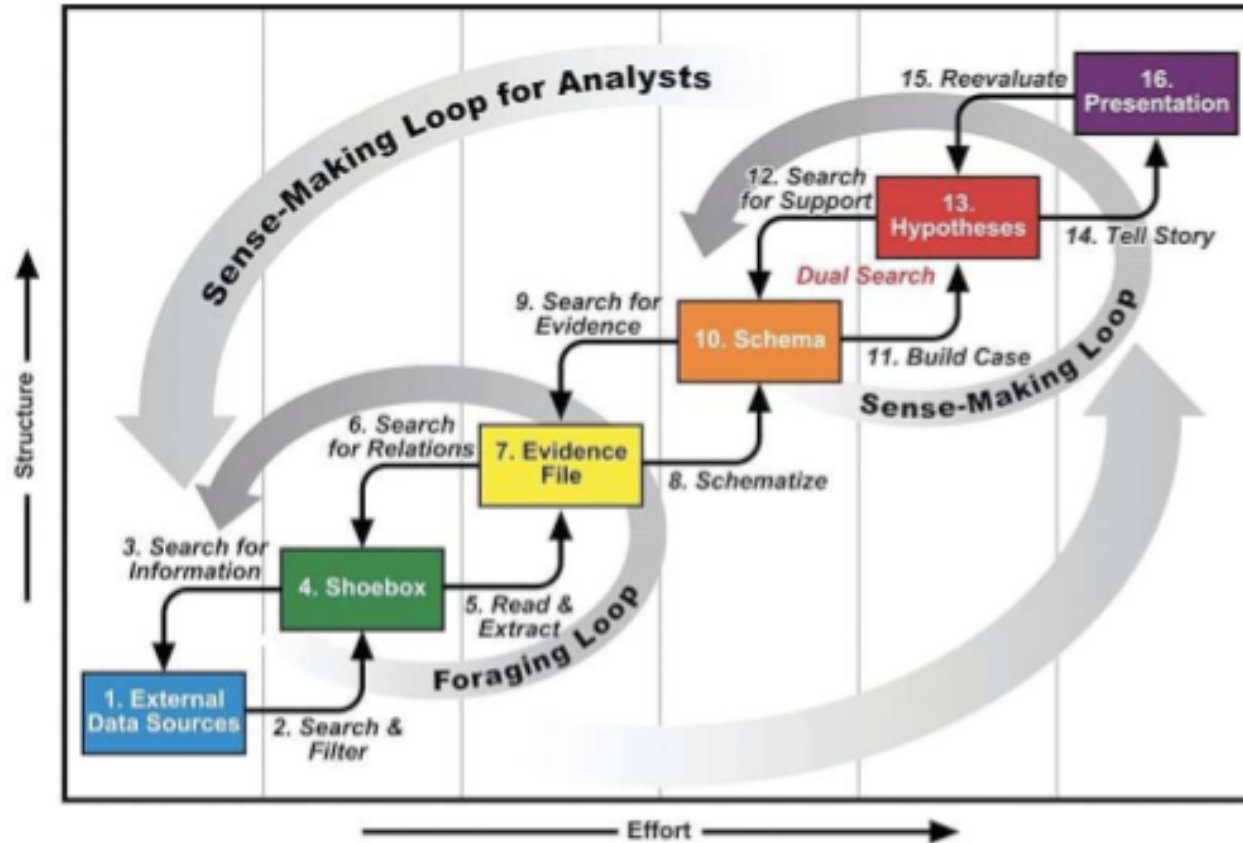 Sense-Making Loop for Analysts
15. Reevaluate
16.
Presentation
12. Search
for Support
13.
Hypotheses
14. Tell Story
Dual Search
9. Search for
Evidence
10. Schema
11. Build Case
Sense-Making Loop
Structure
6. Search
for Relations
7. Evidence
File
8. Schematize
3. Search for
Information
4. Shoebox
5. Read &
Extract
Foraging Loop
1. External
Data Sources
2. Search &
Filter
Effort